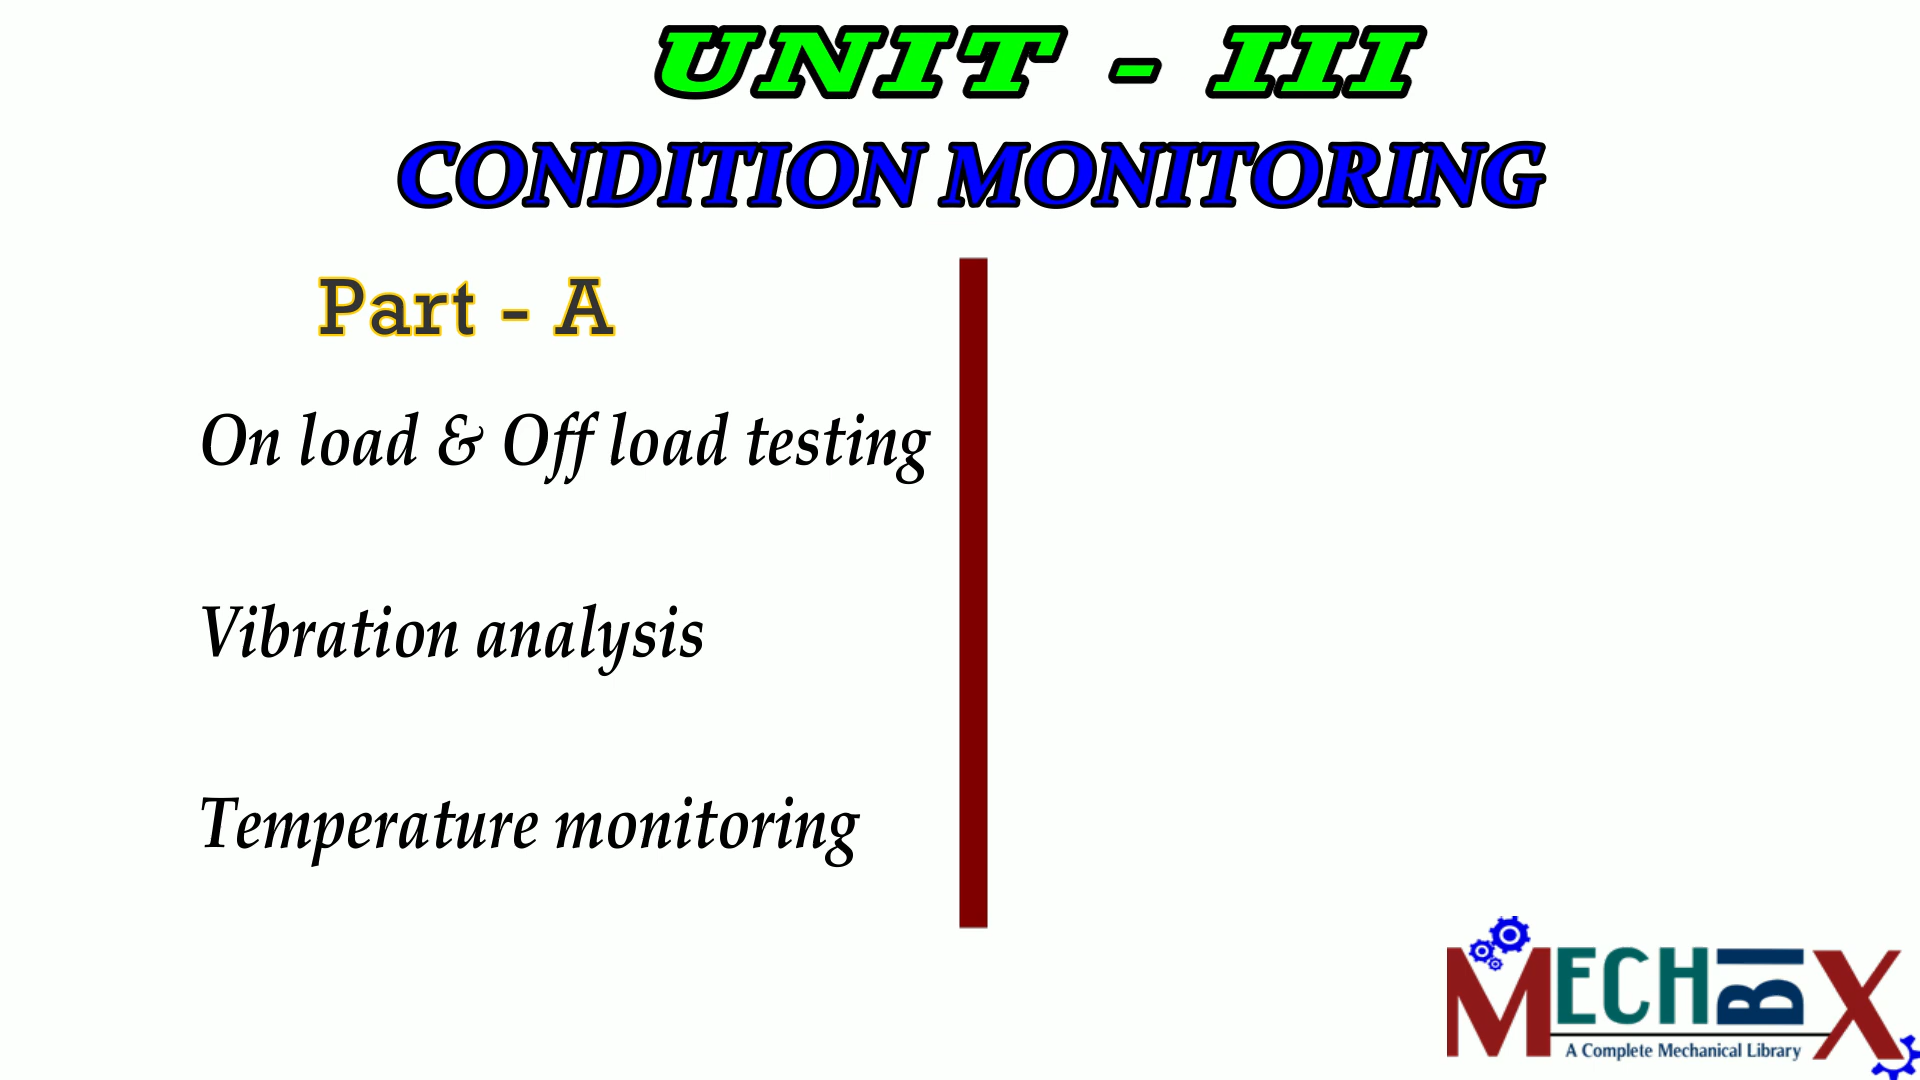 UNIT - III
CONDITION MONITORING
Part - A
On load & Off load testing
Vibration analysis
Temperature monitoring
MECHBIX
A Complete Mechanical Library